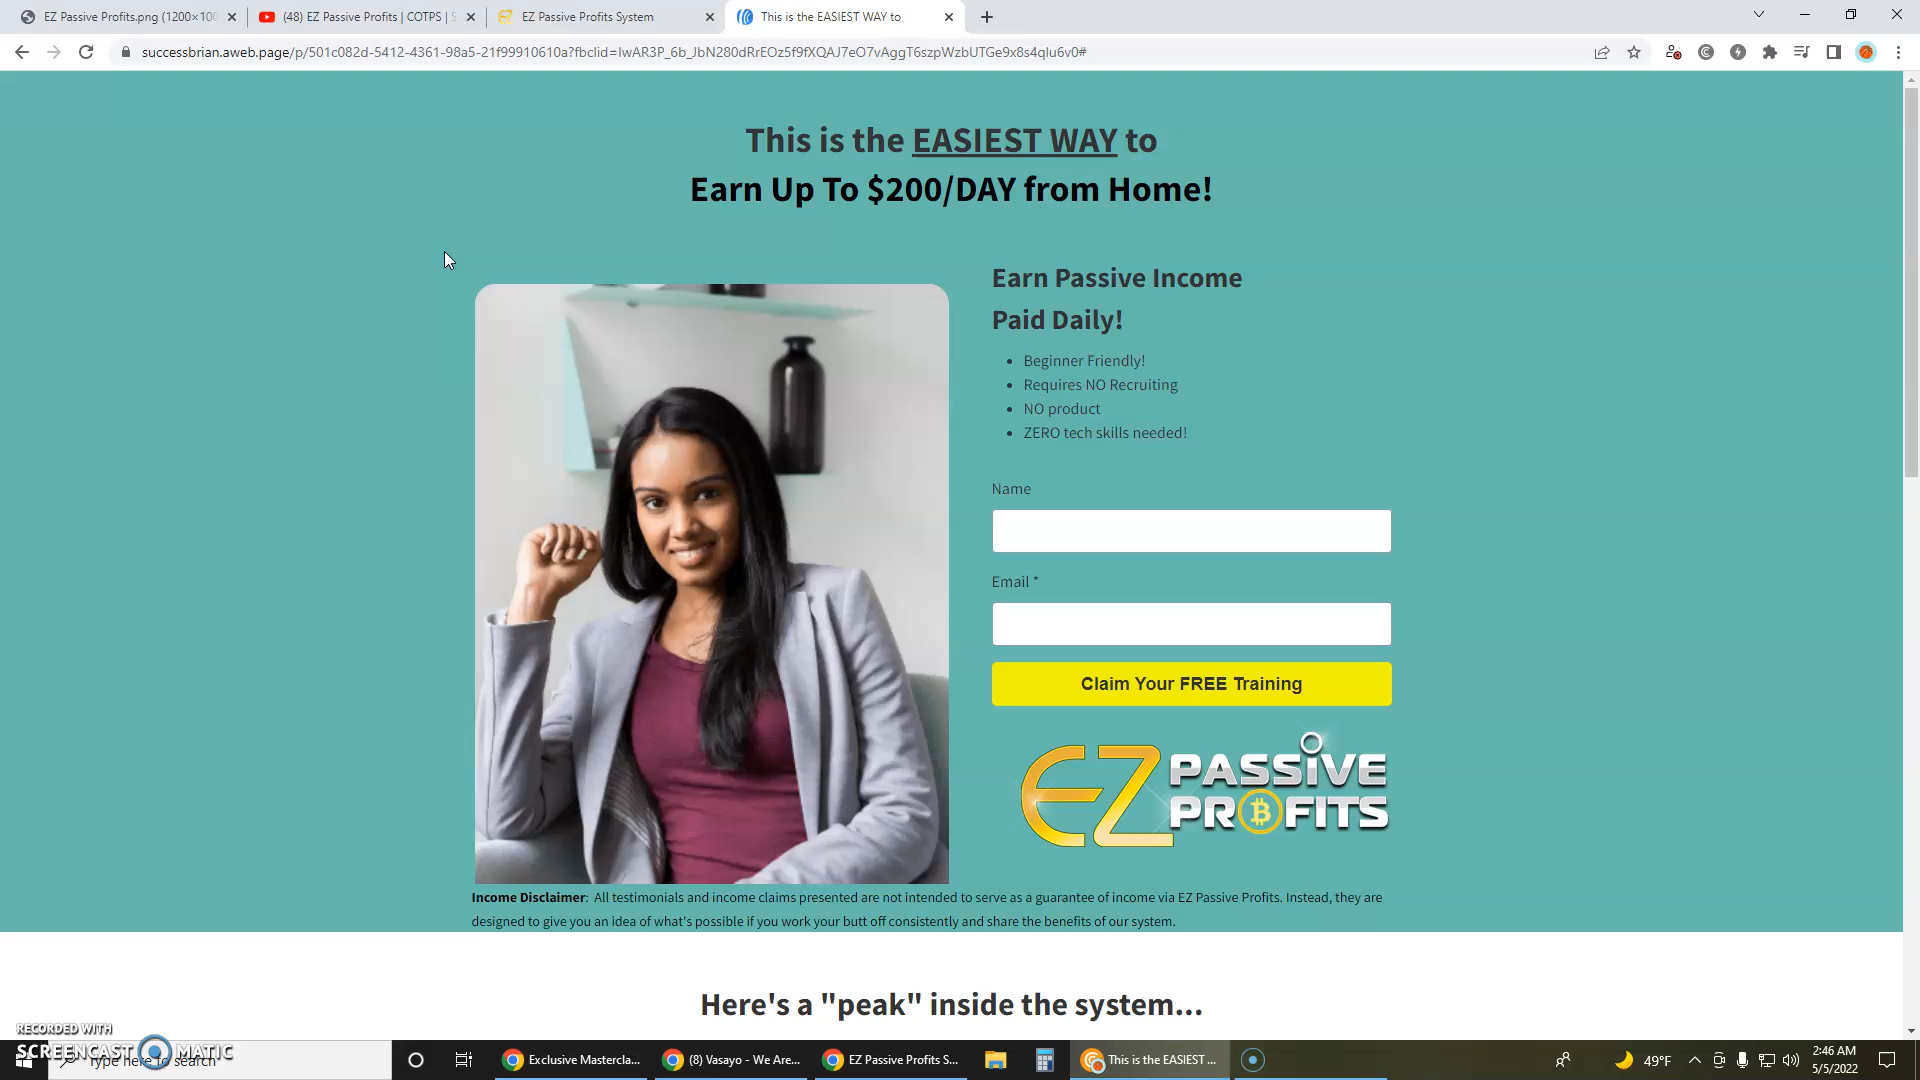 EZ Passive Profits.png (1200×100
(48) EZ Passive Profits | COTPS | S
EZ Passive Profits System
This is the EASIEST WAY to
successbrian.aweb.page/p/501c082d-5412-4361-98a5-21f99910610a?fbclid=IwAR3P_6b_JbN280dRrEOz5f9fXQAJ7eO7vAggT6szpWzbUTGe9x8s4qIu6v0#
This is the EASIEST WAY to
Earn Up To $200/DAY from Home!
Earn Passive Income
Paid Daily!
• Beginner Friendly!
• Requires NO Recruiting
• NO product
• ZERO tech skills needed!
Name
Email *
Claim Your FREE Training
EZ PASSIVE
PROFITS
Income Disclaimer: All testimonials and income claims presented are not intended to serve as a guarantee of income via EZ Passive Profits. Instead, they are
designed to give you an idea of what's possible if you work your butt off consistently and share the benefits of our system.
Here's a "peak" inside the system...
RECORDED WITH
SCREENCAST MATIC
Type here to search
Exclusive Mastercla...
(8) Vasayo - We Are...
EZ Passive Profits S...
This is the EASIEST ...
49°F
2:46 AM
5/5/2022